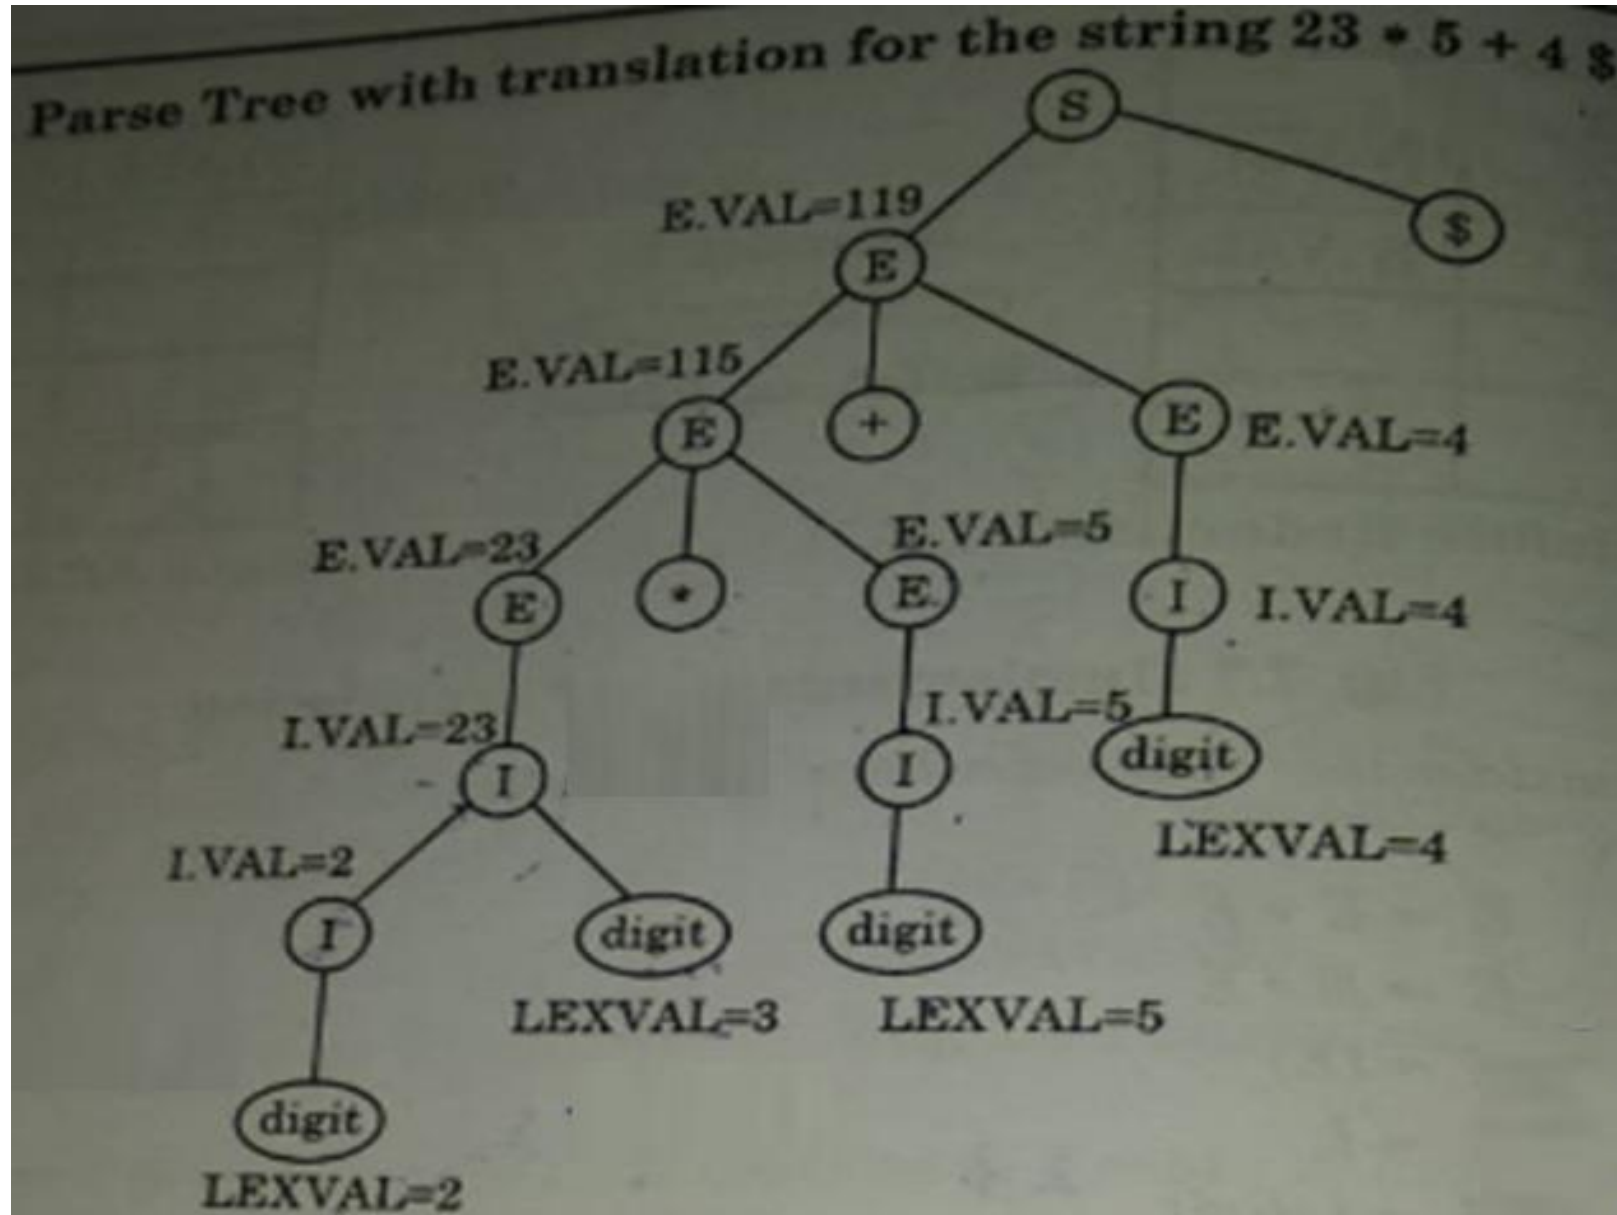 Parse Tree with translation for the string 23 * 5 + 4 $
S
E.VAL=119
$
E
E.VAL=115
E
+
E
E.VAL=4
E.VAL=23
E.VAL=5
E
*
E
I
I.VAL=4
I.VAL=23
I.VAL=5
I
I
digit
LEXVAL=4
I.VAL=2
I
digit
digit
LEXVAL=3
LEXVAL=5
digit
LEXVAL=2